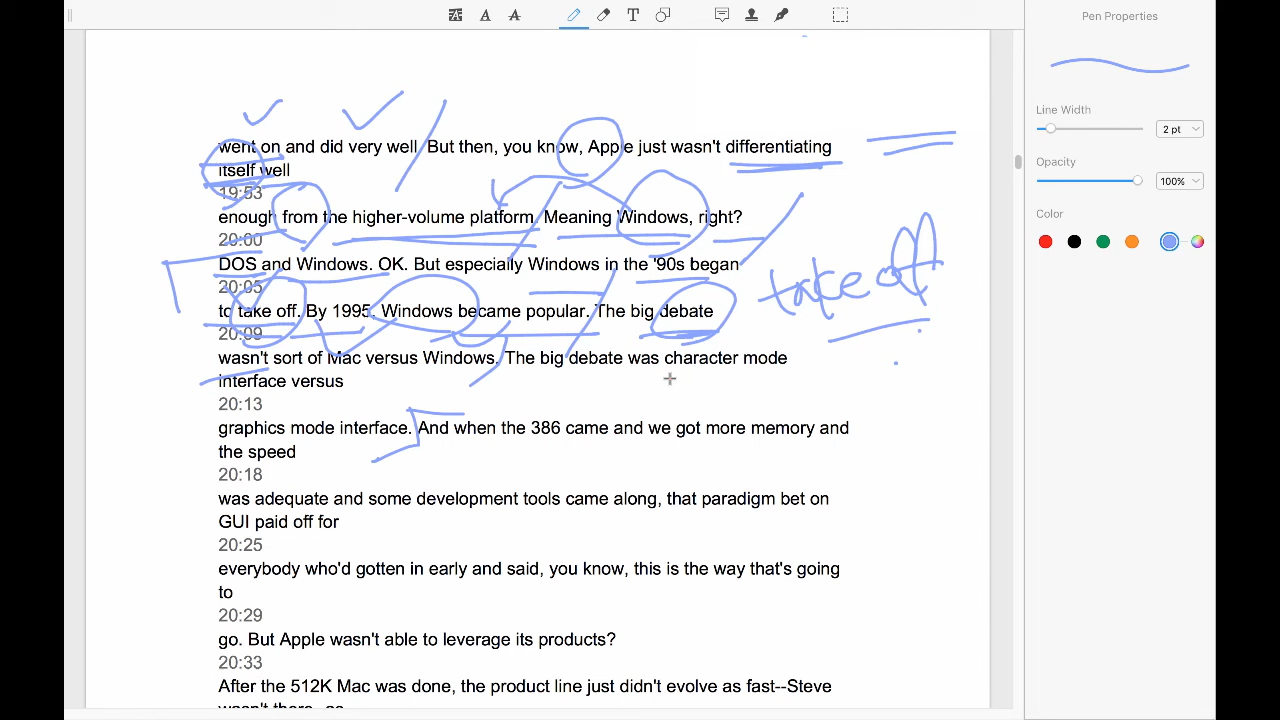 Pen Properties
Line Width
2 pt
Opacity
100%
Color
went on and did very well. But then, you know, Apple just wasn't differentiating
itself well
19:53
enough from the higher-volume platform. Meaning Windows, right?
20:00
DOS and Windows. OK. But especially Windows in the '90s began
20:05
to take off. By 1995, Windows became popular. The big debate
20:09
wasn't sort of Mac versus Windows. The big debate was character mode
interface versus
20:13
graphics mode interface. And when the 386 came and we got more memory and
the speed
20:18
was adequate and some development tools came along, that paradigm bet on
GUI paid off for
20:25
everybody who'd gotten in early and said, you know, this is the way that's going
to
20:29
go. But Apple wasn't able to leverage its products?
20:33
After the 512K Mac was done, the product line just didn't evolve as fast--Steve
wasn't there--as
take off